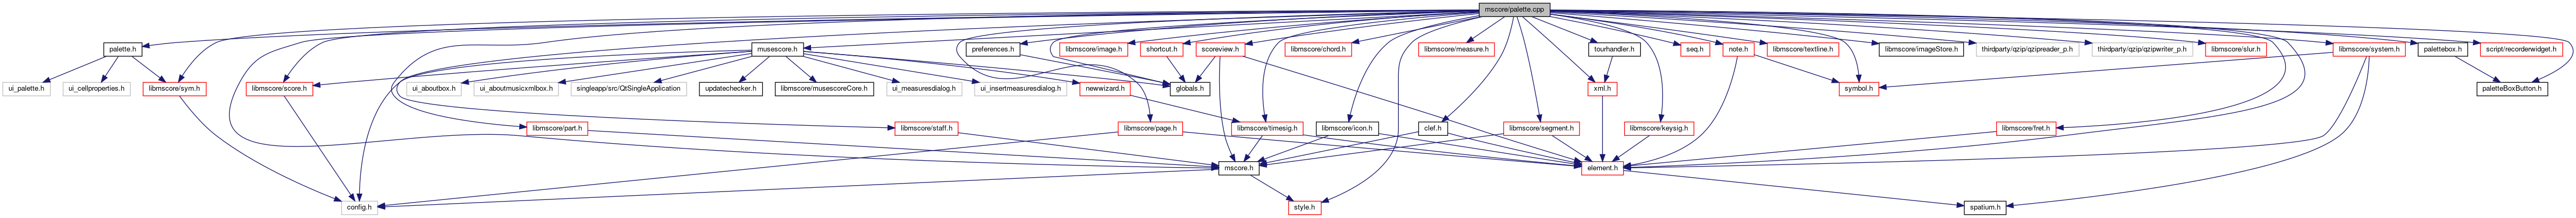 mscore/palette.cpp
palette.h
musescore.h
preferences.h
libmscore/image.h
shortcut.h
scoreview.h
libmscore/chord.h
libmscore/measure.h
tourhandler.h
seq.h
note.h
libmscore/textline.h
libmscore/imageStore.h
thirdparty/qzip/qzipreader_p.h
thirdparty/qzip/qzipwriter_p.h
libmscore/slur.h
libmscore/system.h
palettebox.h
script/recorderwidget.h
ui_palette.h
ui_cellproperties.h
libmscore/sym.h
libmscore/score.h
ui_aboutbox.h
ui_aboutmusicxmlbox.h
singleapp/src/QtSingleApplication
updatechecker.h
libmscore/musescoreCore.h
ui_measuresdialog.h
ui_insertmeasuresdialog.h
newwizard.h
globals.h
xml.h
symbol.h
paletteBoxButton.h
libmscore/part.h
libmscore/staff.h
libmscore/page.h
libmscore/timesig.h
libmscore/icon.h
clef.h
libmscore/segment.h
libmscore/keysig.h
libmscore/fret.h
mscore.h
element.h
config.h
style.h
spatium.h